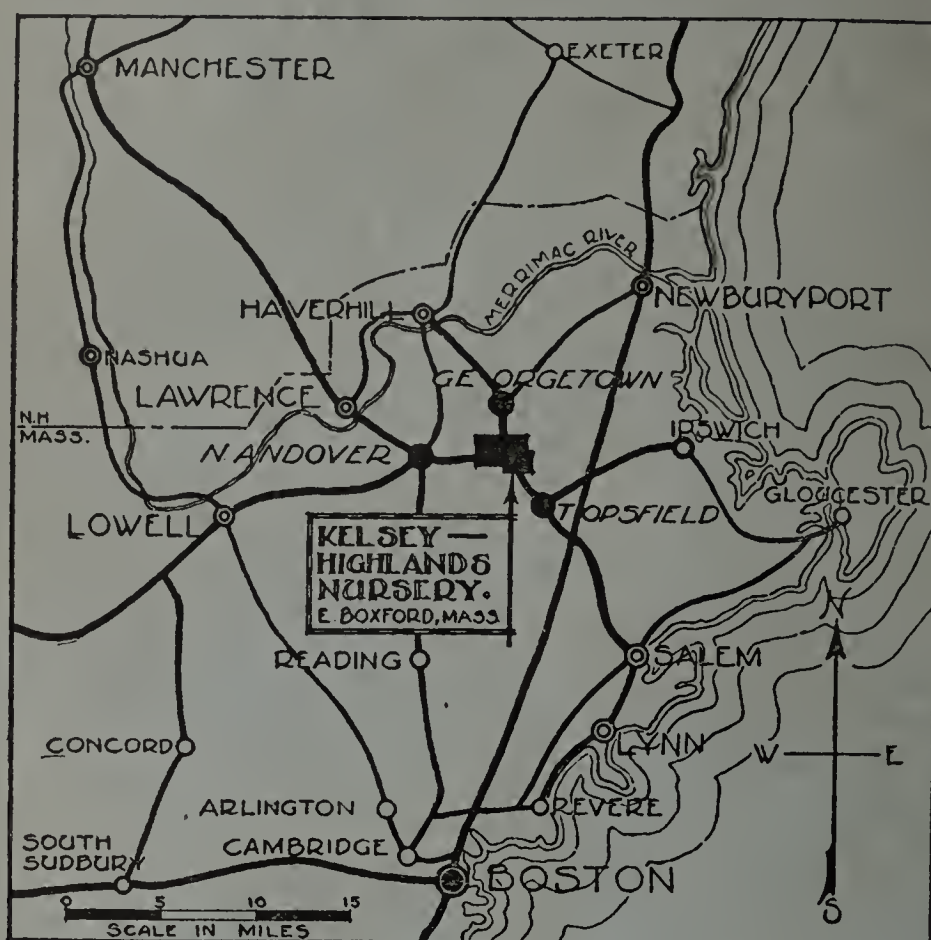 MANCHESTER
EXETER
MERRIMAC RIVER
HAVERHILL
NEWBURYPORT
NASHUA
GEORGETOWN
LAWRENCE
N.H
MASS.
N ANDOVER
IPSWICH
GLOUCESTER
LOWELL
TOPSFIELD
KELSEY —
HIGHLANDS
NURSERY.
E. BOXFORD, MASS.
N
READING
SALEM
CONCORD
LYNN
W E
ARLINGTON
REVERE
SOUTH
SUDBURY
CAMBRIDGE
BOSTON
S
0 5 10 15
SCALE IN MILES